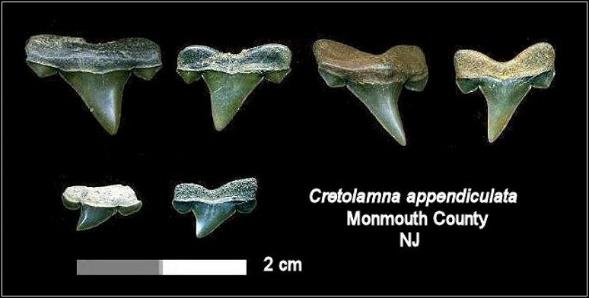 Cretolamna appendiculata
Monmouth County
NJ
2 cm